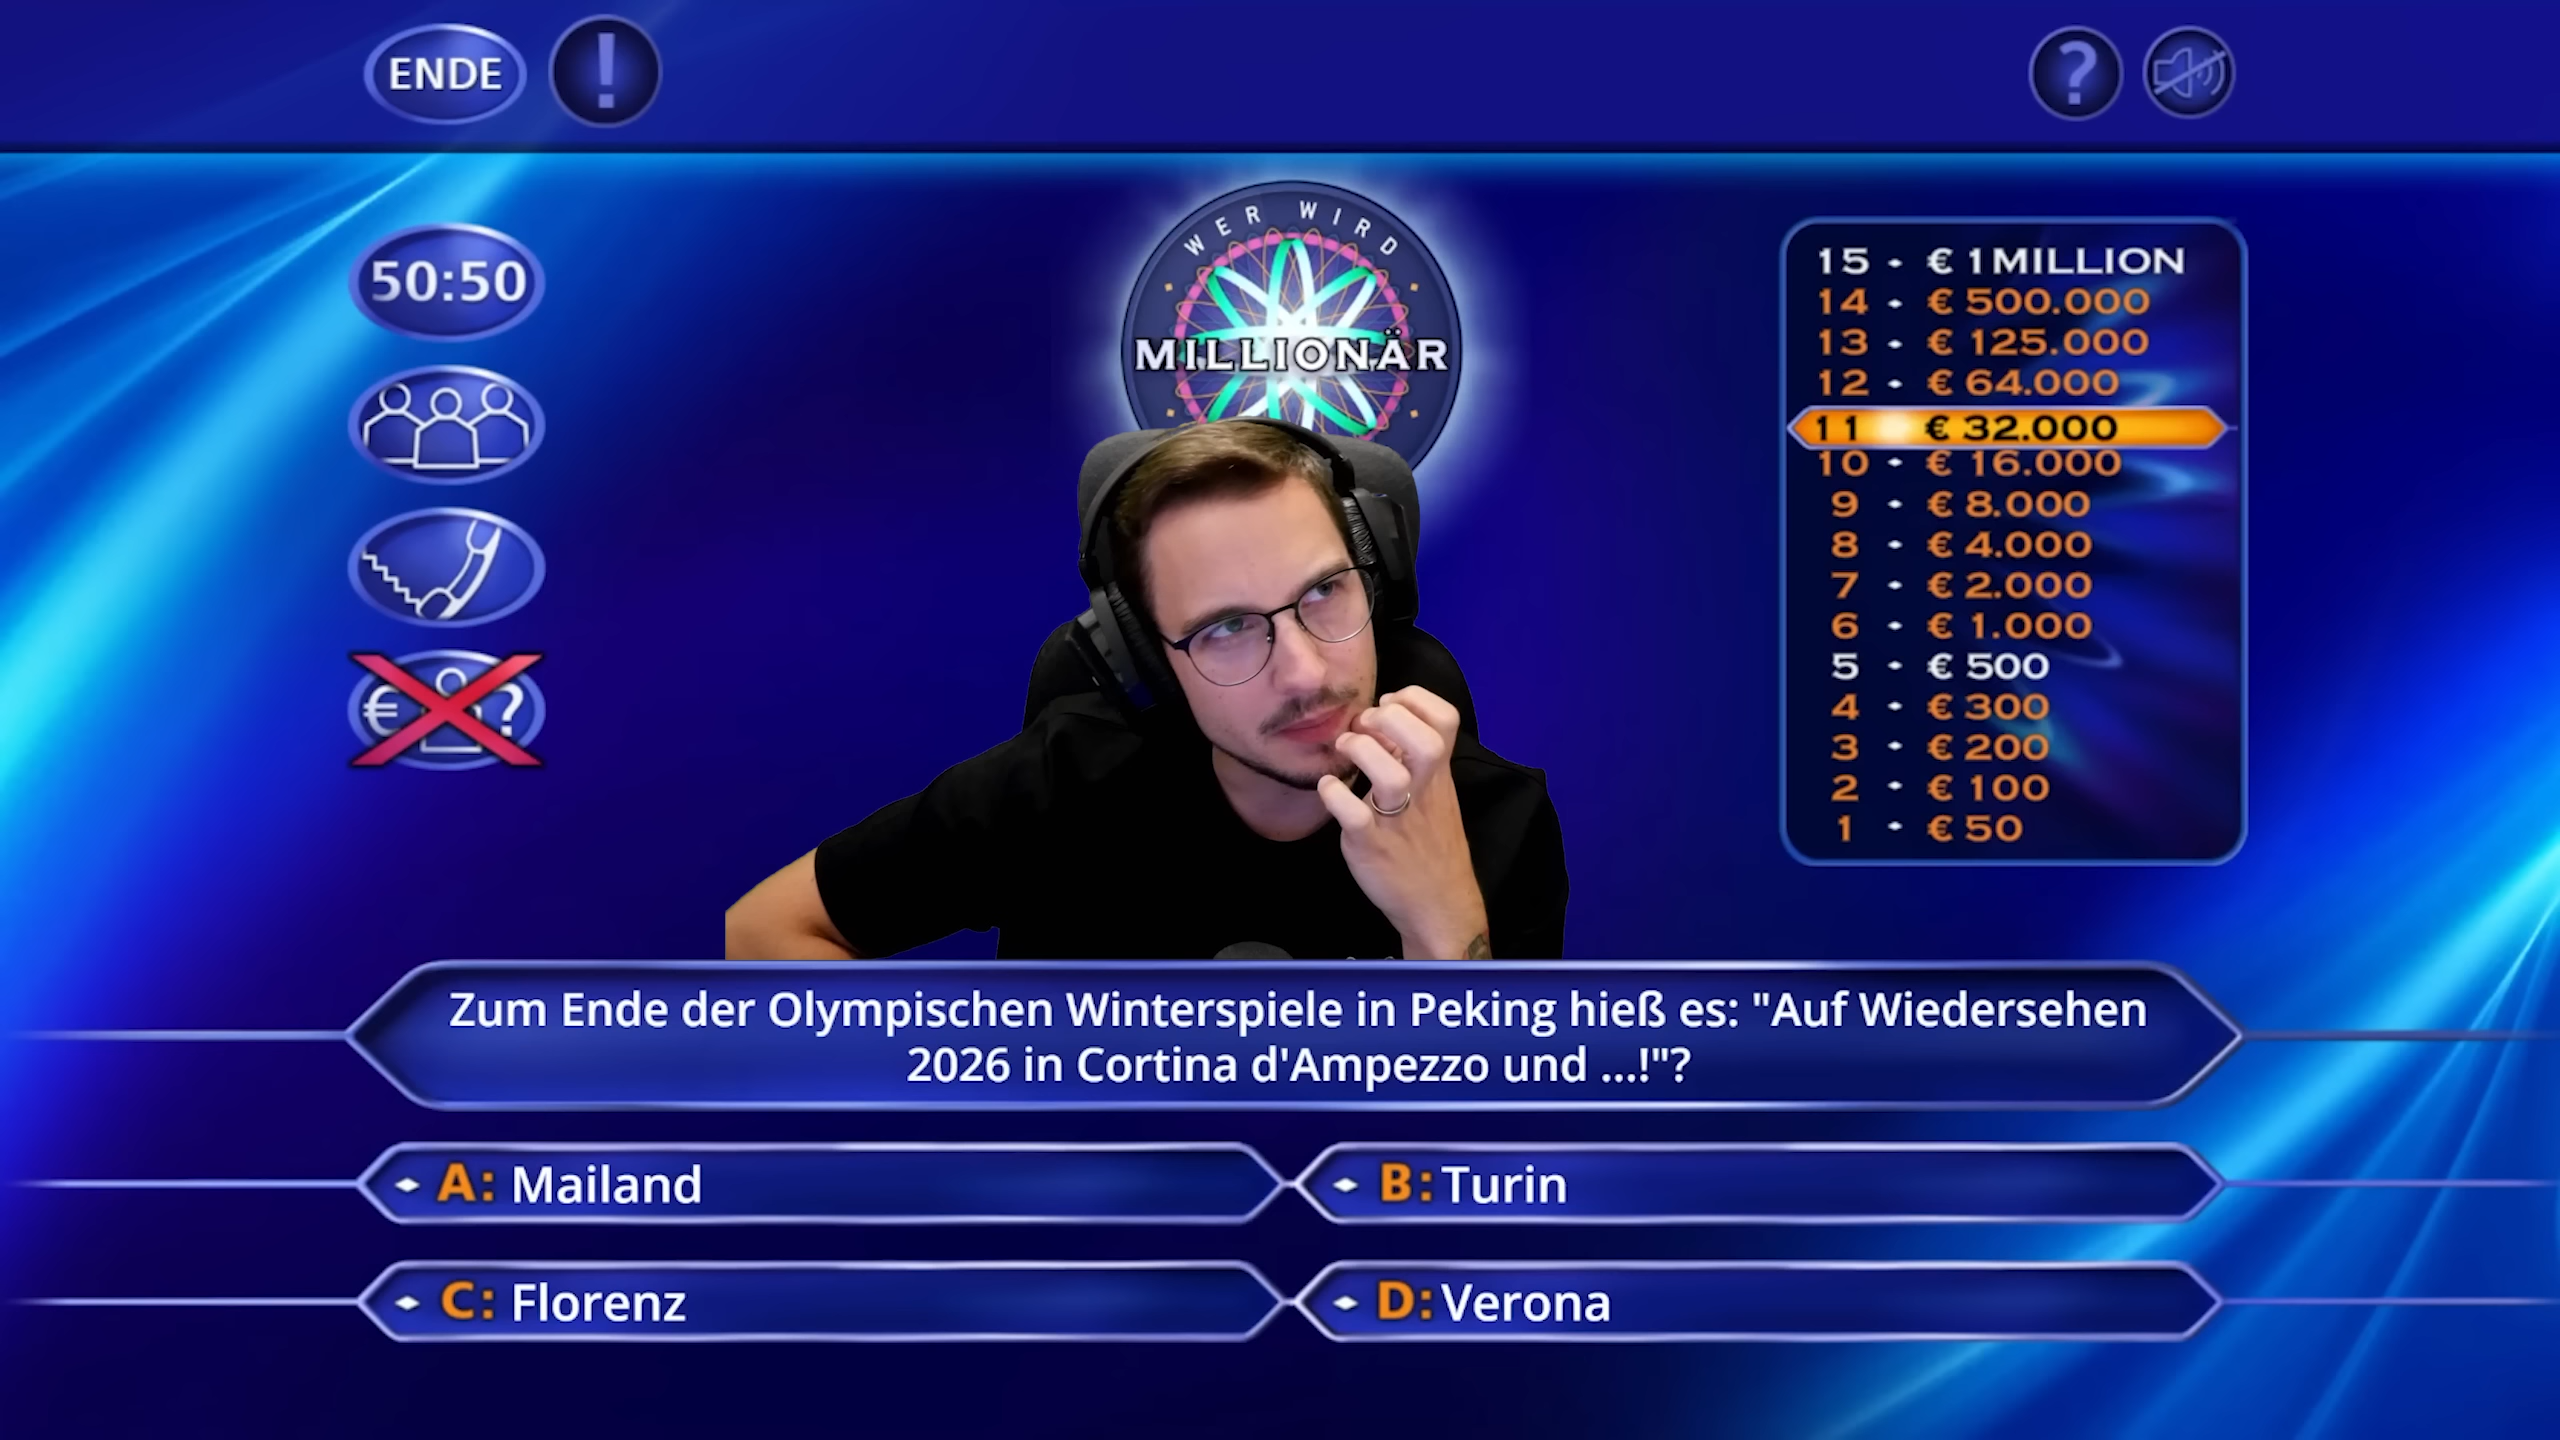 ENDE
!
?
50:50
€ ?
WER WIRD
MILLIONÄR
15 · € 1 MILLION
14 · € 500.000
13 · € 125.000
12 · € 64.000
11 € 32.000
10 · € 16.000
9 · € 8.000
8 · € 4.000
7 · € 2.000
6 · € 1.000
5 · € 500
4 · € 300
3 · € 200
2 · € 100
1 · € 50
Zum Ende der Olympischen Winterspiele in Peking hieß es: "Auf Wiedersehen
2026 in Cortina d'Ampezzo und ...!"?
A: Mailand
B: Turin
C: Florenz
D: Verona